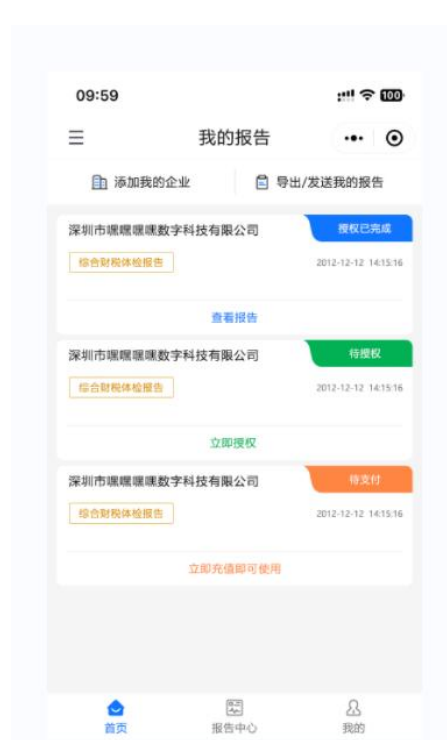 09:59
100
我的报告
添加我的企业
导出/发送我的报告
深圳市嘿嘿嘿嘿数字科技有限公司
授权已完成
综合财税体检报告
2012-12-12 14:15:16
查看报告
深圳市嘿嘿嘿嘿数字科技有限公司
待授权
综合财税体检报告
2012-12-12 14:15:16
立即授权
深圳市嘿嘿嘿嘿数字科技有限公司
待支付
综合财税体检报告
2012-12-12 14:15:16
立即充值即可使用
首页
报告中心
我的